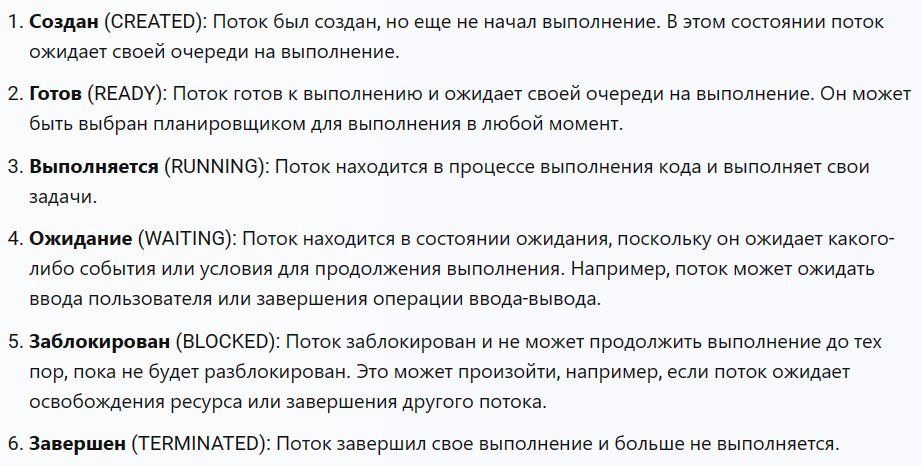 1. Создан (CREATED): Поток был создан, но еще не начал выполнение. В этом состоянии поток
ожидает своей очереди на выполнение.
2. Готов (READY): Поток готов к выполнению и ожидает своей очереди на выполнение. Он может
быть выбран планировщиком для выполнения в любой момент.
3. Выполняется (RUNNING): Поток находится в процессе выполнения кода и выполняет свои
задачи.
4. Ожидание (WAITING): Поток находится в состоянии ожидания, поскольку он ожидает какого-
либо события или условия для продолжения выполнения. Например, поток может ожидать
ввода пользователя или завершения операции ввода-вывода.
5. Заблокирован (BLOCKED): Поток заблокирован и не может продолжить выполнение до тех
пор, пока не будет разблокирован. Это может произойти, например, если поток ожидает
освобождения ресурса или завершения другого потока.
6. Завершен (TERMINATED): Поток завершил свое выполнение и больше не выполняется.